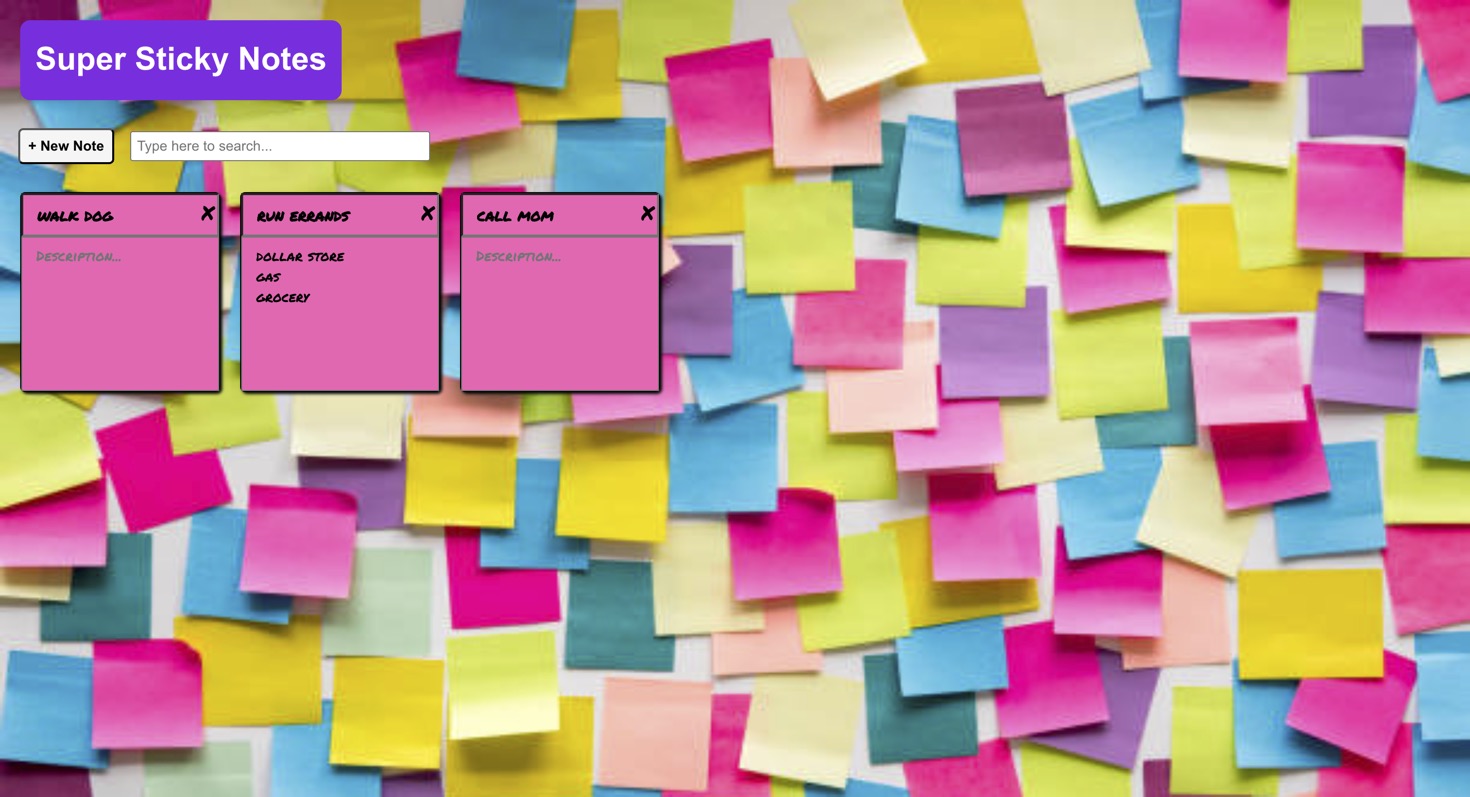 Super Sticky Notes
+ New Note
Type here to search...
WALK DOG X
Description...
RUN ERRANDS X
DOLLAR STORE
GAS
GROCERY
CALL MOM X
Description...